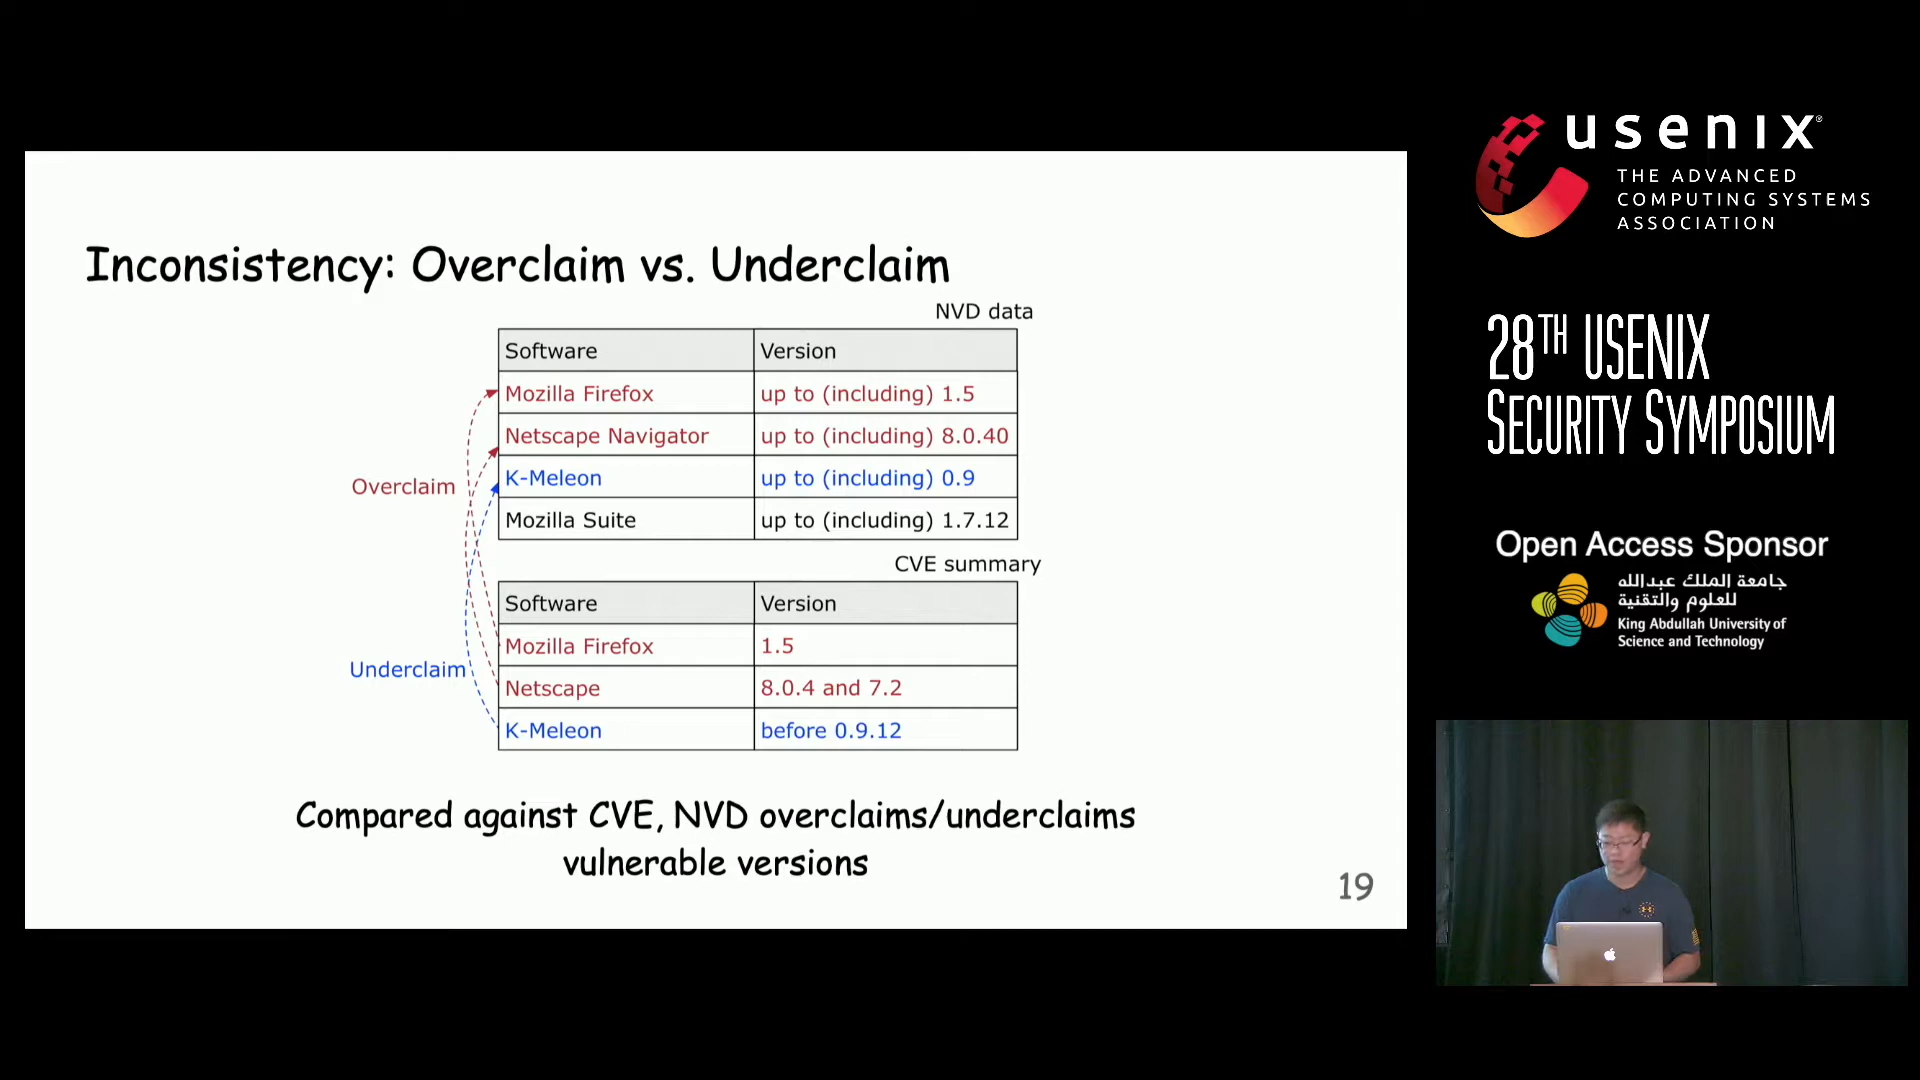 Inconsistency: Overclaim vs. Underclaim
NVD data
Software Version
Mozilla Firefox up to (including) 1.5
Netscape Navigator up to (including) 8.0.40
K-Meleon up to (including) 0.9
Mozilla Suite up to (including) 1.7.12
Overclaim
CVE summary
Software Version
Mozilla Firefox 1.5
Netscape 8.0.4 and 7.2
K-Meleon before 0.9.12
Underclaim
Compared against CVE, NVD overclaims/underclaims
vulnerable versions
19
usenix®
THE ADVANCED
COMPUTING SYSTEMS
ASSOCIATION
28TH USENIX
SECURITY SYMPOSIUM
Open Access Sponsor
جامعة الملك عبدالله
للعلوم والتقنية
King Abdullah University of
Science and Technology